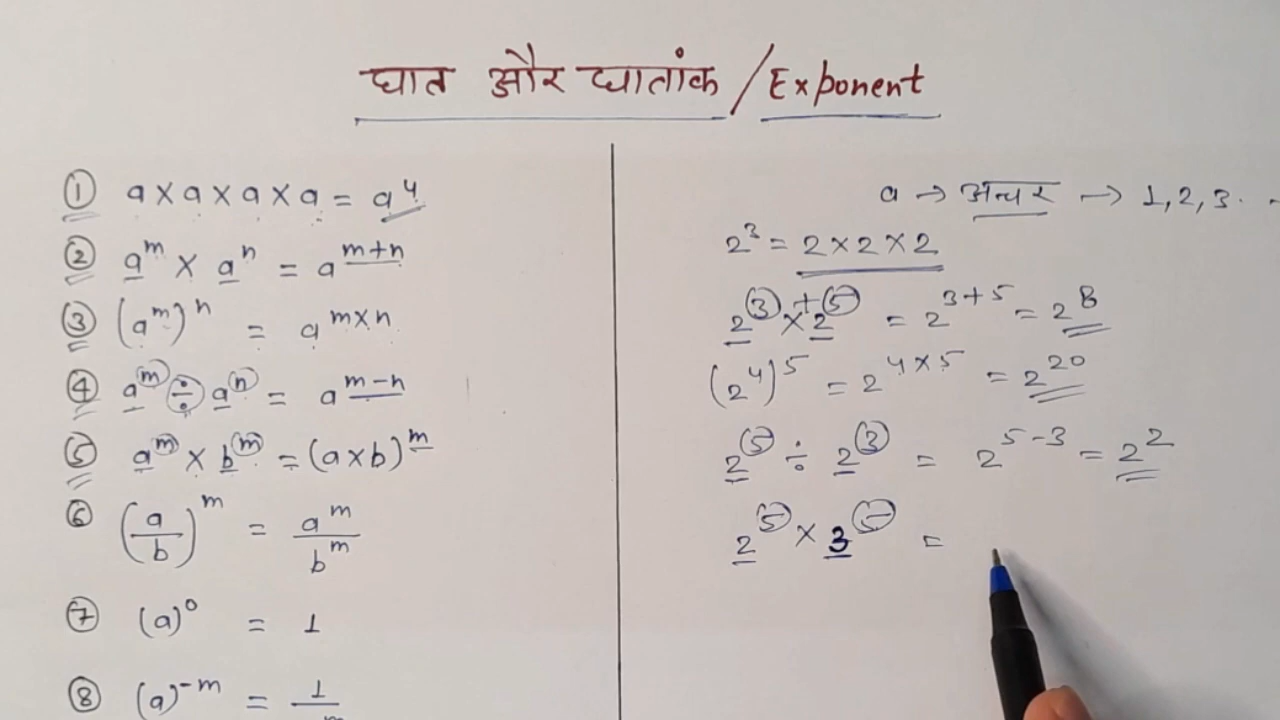 घात और घातांक / Exponent
① a × a × a × a = a⁴
② aᵐ × aⁿ = aᵐ⁺ⁿ
③ (aᵐ)ⁿ = aᵐˣⁿ
④ aᵐ ÷ aⁿ = aᵐ⁻ⁿ
⑤ aᵐ × bᵐ = (a×b)ᵐ
⑥ (a/b)ᵐ = aᵐ/bᵐ
⑦ (a)⁰ = 1
⑧ (a)⁻ᵐ = 1/ᵐ
a → अन्चर → 1, 2, 3 . .
2³ = 2 × 2 × 2
2³ × 2⁵ = 2³⁺⁵ = 2⁸
(2⁴)⁵ = 2⁴ˣ⁵ = 2²⁰
2⁵ ÷ 2³ = 2⁵⁻³ = 2²
2⁵ × 3⁵ =